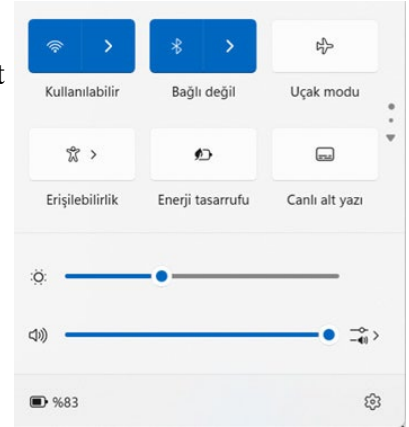 t
Kullanılabilir Bağlı değil Uçak modu
Erişilebilirlik Enerji tasarrufu Canlı alt yazı
%83